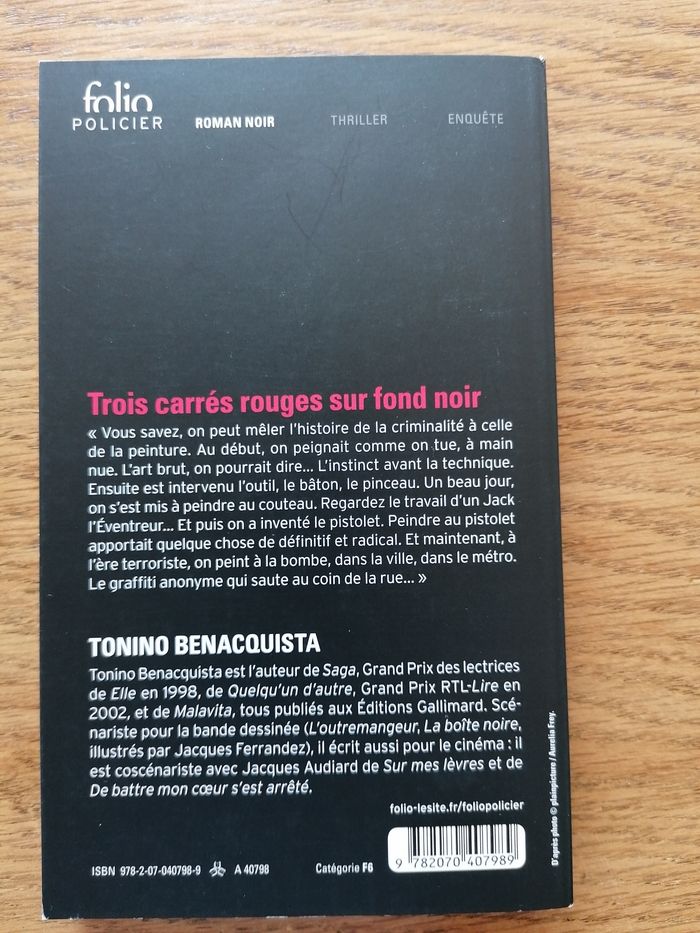 folio
POLICIER
ROMAN NOIR
THRILLER
ENQUÊTE
Trois carrés rouges sur fond noir
« Vous savez, on peut mêler l'histoire de la criminalité à celle
de la peinture. Au début, on peignait comme on tue, à main
nue. L'art brut, on pourrait dire... L'instinct avant la technique.
Ensuite est intervenu l'outil, le bâton, le pinceau. Un beau jour,
on s'est mis à peindre au couteau. Regardez le travail d'un Jack
l'Éventreur... Et puis on a inventé le pistolet. Peindre au pistolet
apportait quelque chose de définitif et radical. Et maintenant, à
l'ère terroriste, on peint à la bombe, dans la ville, dans le métro.
Le graffiti anonyme qui saute au coin de la rue... »
TONINO BENACQUISTA
Tonino Benacquista est l'auteur de Saga, Grand Prix des lectrices
de Elle en 1998, de Quelqu'un d'autre, Grand Prix RTL-Lire en
2002, et de Malavita, tous publiés aux Éditions Gallimard. Scé-
nariste pour la bande dessinée (L'outremangeur, La boîte noire,
illustrés par Jacques Ferrandez), il écrit aussi pour le cinéma : il
est coscénariste avec Jacques Audiard de Sur mes lèvres et de
De battre mon cœur s'est arrêté.
folio-lesite.fr/foliopolicier
ISBN 978-2-07-040798-9
A 40798
Catégorie F6
9 782070 407989
D'après photo © plainpicture / Aurelia Frey.